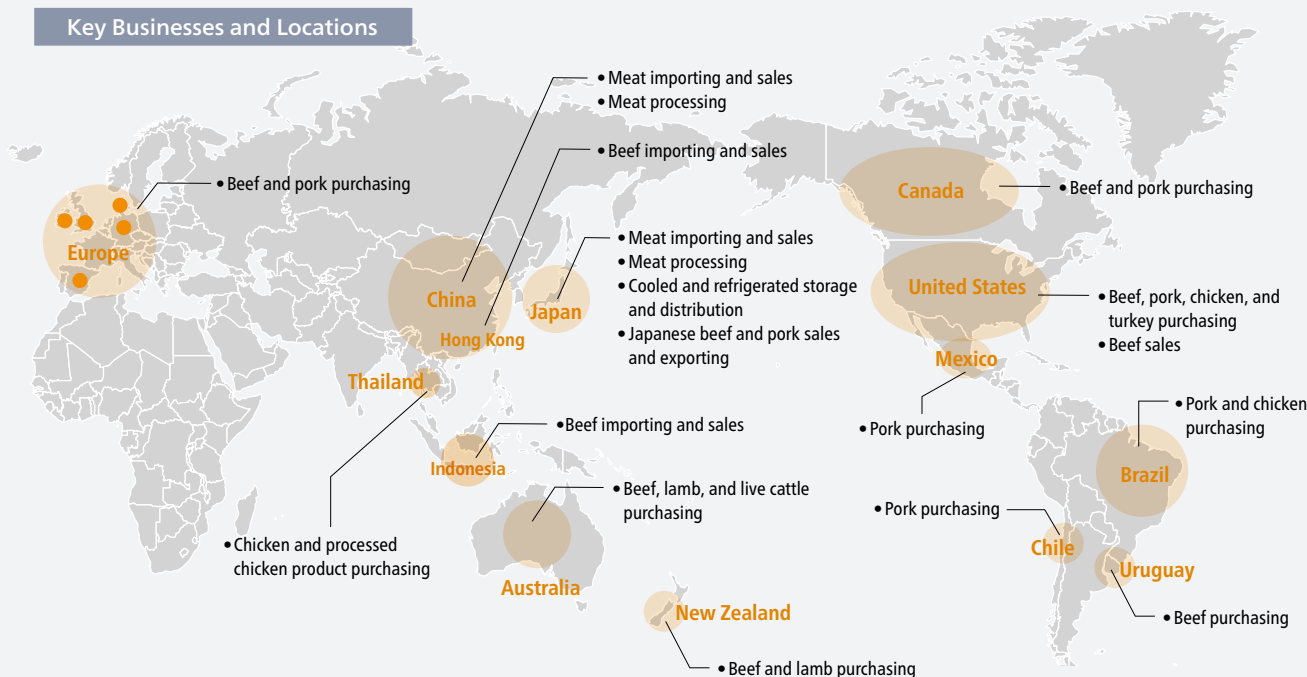 Key Businesses and Locations
• Meat importing and sales
• Meat processing
• Beef importing and sales
• Beef and pork purchasing
Europe
China
Hong Kong
Japan
• Meat importing and sales
• Meat processing
• Cooled and refrigerated storage
and distribution
• Japanese beef and pork sales
and exporting
Canada
• Beef and pork purchasing
United States
• Beef, pork, chicken, and
turkey purchasing
• Beef sales
Mexico
• Pork purchasing
Thailand
• Chicken and processed
chicken product purchasing
Indonesia
• Beef importing and sales
• Beef, lamb, and live cattle
purchasing
Australia
New Zealand
• Beef and lamb purchasing
• Pork and chicken
purchasing
Brazil
• Pork purchasing
Chile
Uruguay
• Beef purchasing